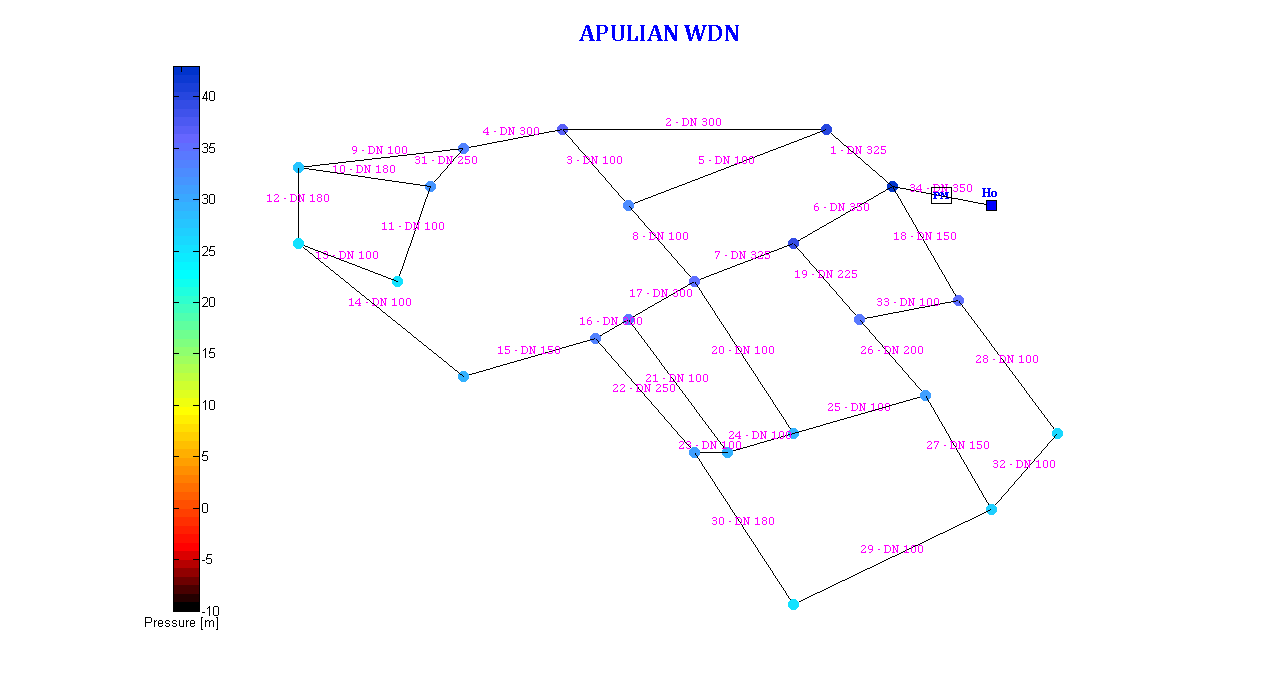 APULIAN WDN
40
35
30
25
20
15
10
5
0
-5
-10
Pressure [m]
2 - DN 300
4 - DN 300
9 - DN 100
1 - DN 325
3 - DN 100
5 - DN 100
31 - DN 250
10 - DN 180
34 - DN 350
Ho
12 - DN 180
6 - DN 350
11 - DN 100
8 - DN 100
18 - DN 150
13 - DN 100
7 - DN 325
19 - DN 225
17 - DN 300
14 - DN 100
33 - DN 100
15 - DN 150
20 - DN 100
26 - DN 200
28 - DN 100
21 - DN 100
22 - DN 250
25 - DN 100
24 - DN 100
23 - DN 100
27 - DN 150
32 - DN 100
30 - DN 180
29 - DN 100